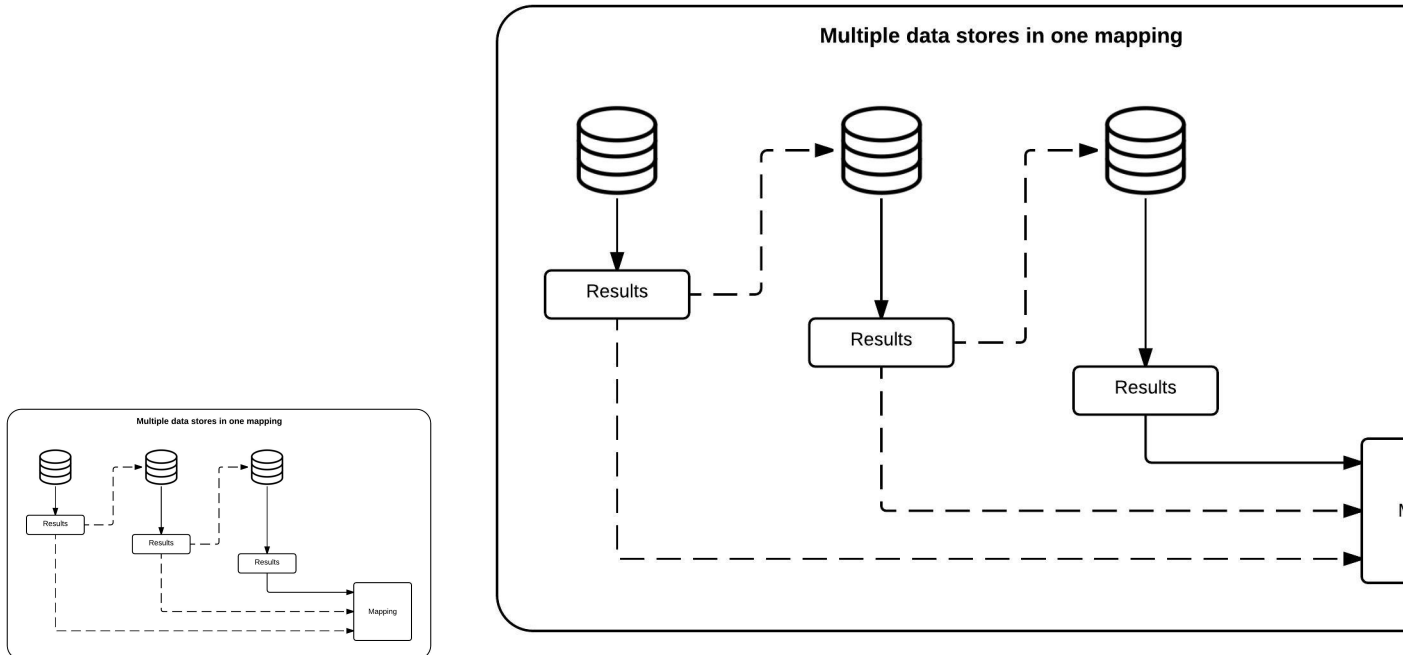 Multiple data stores in one mapping
Results
Results
Results
Mapping
Multiple data stores in one mapping
Results
Results
Results
M